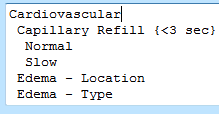 Cardiovascular
Capillary Refill {<3 sec}
Normal
Slow
Edema - Location
Edema - Type